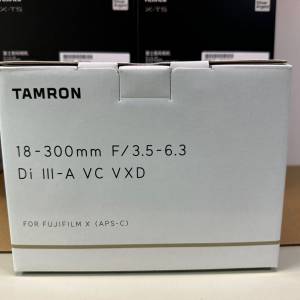 X-T5
X-T5
TAMRON
18-300mm F/3.5-6.3
Di III-A VC VXD
FOR FUJIFILM X (APS-C)